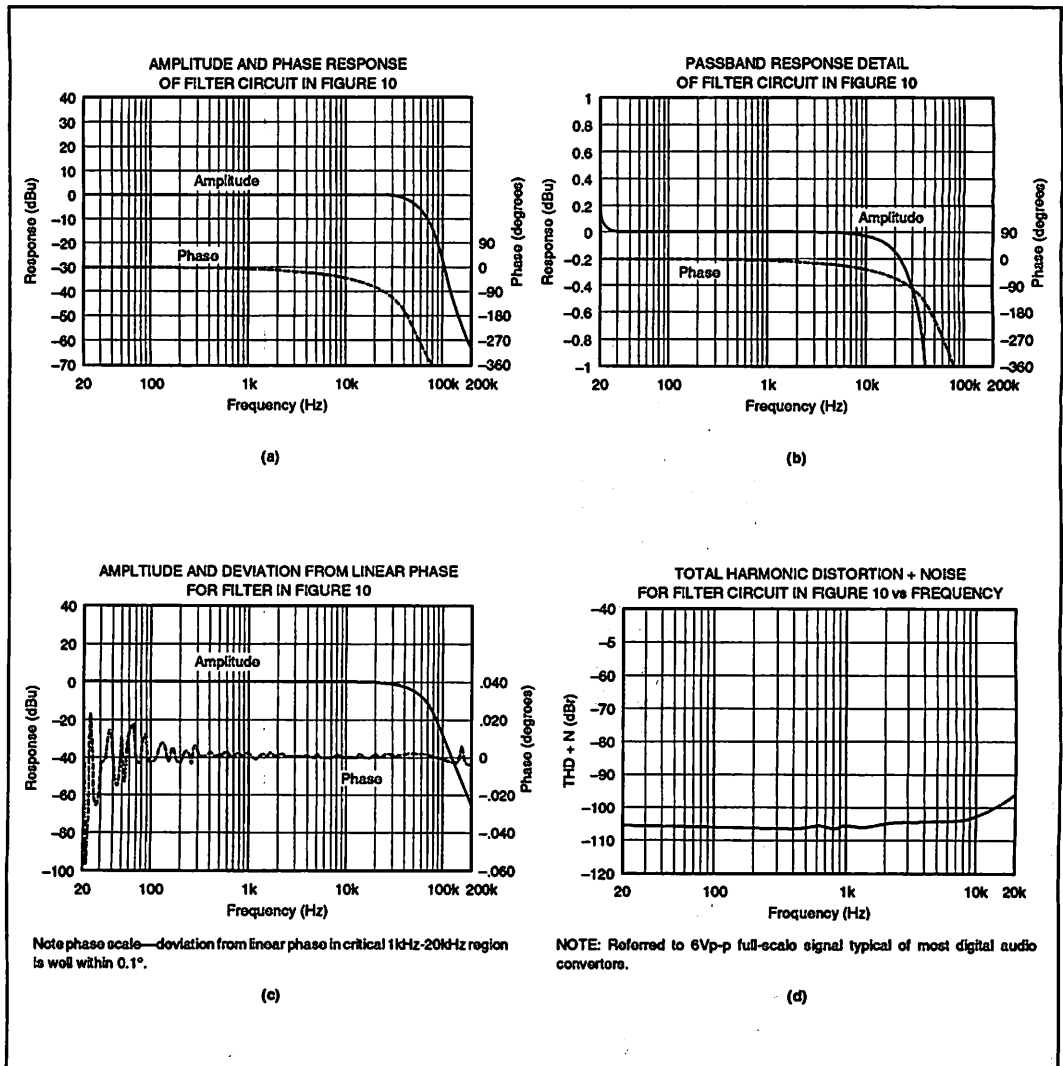 AMPLITUDE AND PHASE RESPONSE
OF FILTER CIRCUIT IN FIGURE 10
40
30
20
10
0
−10
−20
−30
−40
−50
−60
−70
Response (dBu)
Amplitude
Phase
90
0
−90
−180
−270
−360
Phase (degrees)
20 100 1k 10k 100k 200k
Frequency (Hz)
(a)
PASSBAND RESPONSE DETAIL
OF FILTER CIRCUIT IN FIGURE 10
1
0.8
0.6
0.4
0.2
0
−0.2
−0.4
−0.6
−0.8
−1
Response (dBu)
Amplitude
Phase
90
0
−90
−180
−270
−360
Phase (degrees)
20 100 1k 10k 100k 200k
Frequency (Hz)
(b)
AMPLTIUDE AND DEVIATION FROM LINEAR PHASE
FOR FILTER IN FIGURE 10
40
20
0
−20
−40
−60
−80
−100
Response (dBu)
Amplitude
Phase
.040
.020
0
−.020
−.040
−.060
Phase (degrees)
20 100 1k 10k 100k 200k
Frequency (Hz)
Note phase scale—deviation from linear phase in critical 1kHz-20kHz region
is well within 0.1°.
(c)
TOTAL HARMONIC DISTORTION + NOISE
FOR FILTER CIRCUIT IN FIGURE 10 vs FREQUENCY
−40
−5
−60
−70
−80
−90
−100
−110
−120
THD + N (dBr)
20 100 1k 10k 20k
Frequency (Hz)
NOTE: Referred to 6Vp-p full-scale signal typical of most digital audio
convertors.
(d)